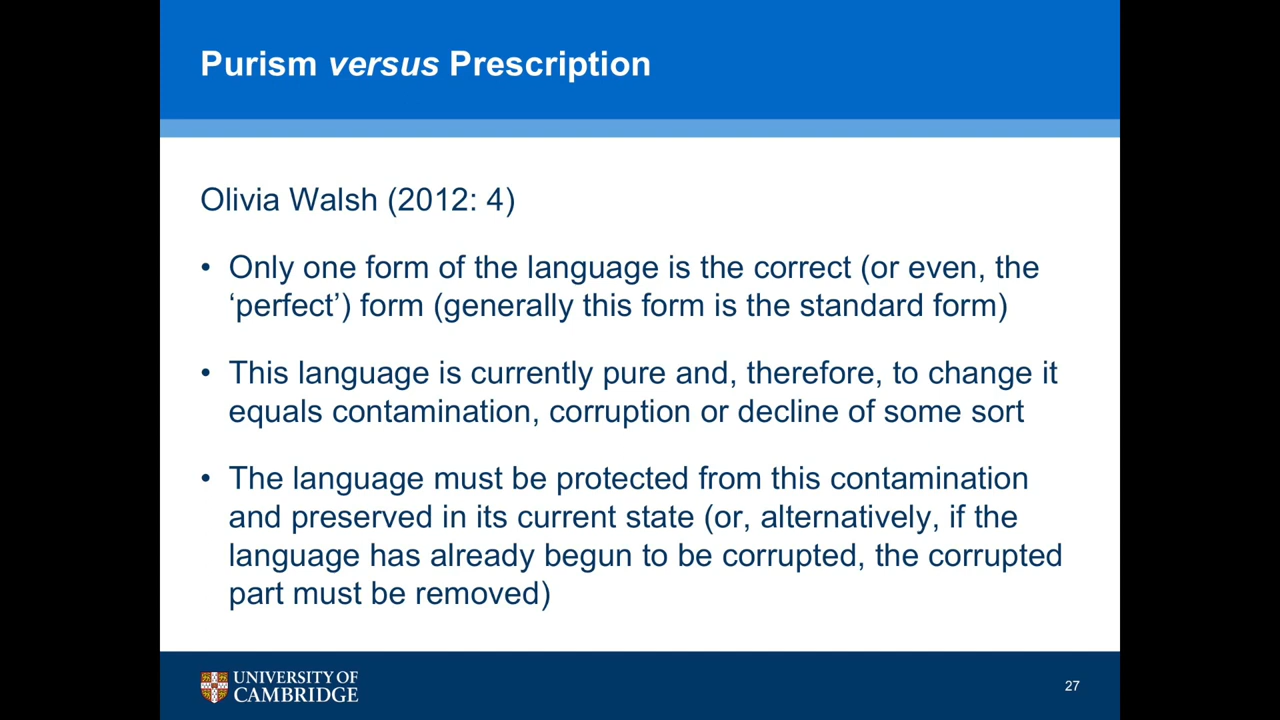 Purism versus Prescription
Olivia Walsh (2012: 4)
• Only one form of the language is the correct (or even, the
‘perfect’) form (generally this form is the standard form)
• This language is currently pure and, therefore, to change it
equals contamination, corruption or decline of some sort
• The language must be protected from this contamination
and preserved in its current state (or, alternatively, if the
language has already begun to be corrupted, the corrupted
part must be removed)
UNIVERSITY OF
CAMBRIDGE
27